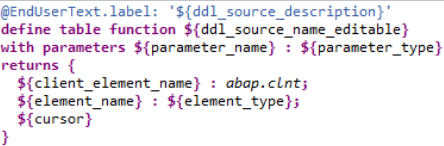 @EndUserText.label: '${ddl_source_description}'
define table function ${ddl_source_name_editable}
with parameters ${parameter_name} : ${parameter_type}
returns {
  ${client_element_name} : abap.clnt;
  ${element_name} : ${element_type};
  ${cursor}
}